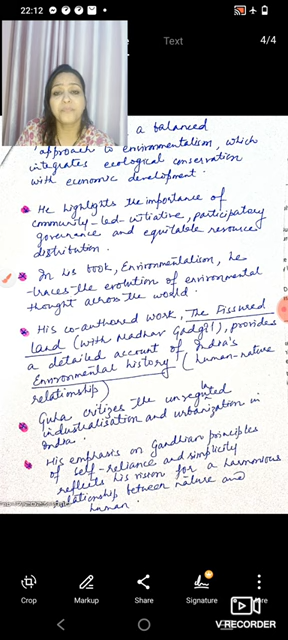 22:12
Text
4/4
a balanced
approach to environmentalism, which
integrates ecological conservation
with economic development.
He highlights the importance of
community-led initiative, participatory
governance and equitable resource
distribution.
In his book, Environmentalism, he
traces the evolution of environmental
thought across the world.
His co-authored work, The Fissured
Land (with Madhav Gadgil), provides
a detailed account of India's
Environmental history (human-nature
relationship)
Guha critizes the unregulated
industrialisation and urbanization in
India.
His emphasis on Gandhian principles
of self-reliance and simplicity
reflects his vision for a harmonious
relationship between nature and
human.
Crop
Markup
Share
Signature
More
REVERSE